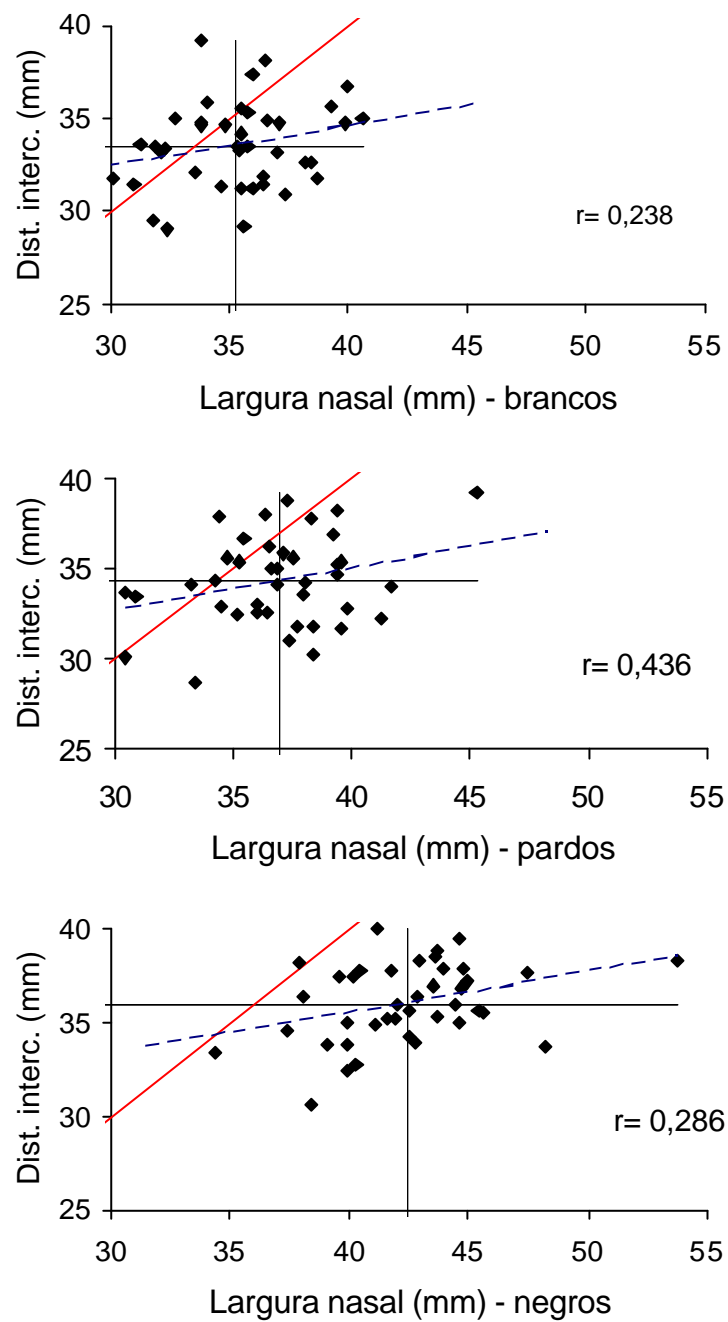 40
35
30
25
Dist. interc. (mm)
r= 0,238
30 35 40 45 50 55
Largura nasal (mm) - brancos
40
35
30
25
Dist. interc. (mm)
r= 0,436
30 35 40 45 50 55
Largura nasal (mm) - pardos
40
35
30
25
Dist. interc. (mm)
r= 0,286
30 35 40 45 50 55
Largura nasal (mm) - negros